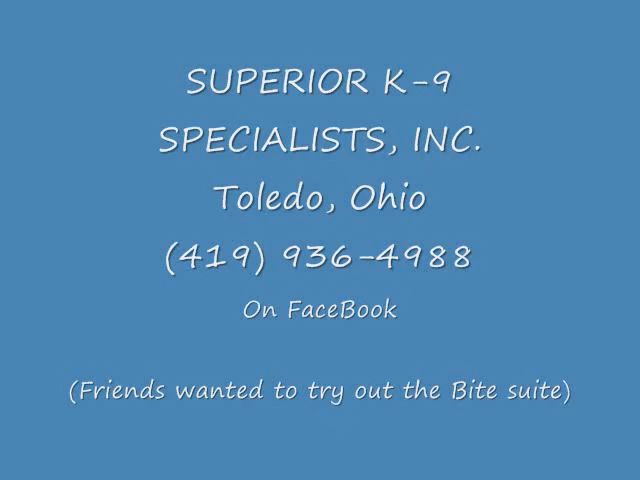 SUPERIOR K-9
SPECIALISTS, INC.
Toledo, Ohio
(419) 936-4988
On FaceBook
(Friends wanted to try out the Bite suite)